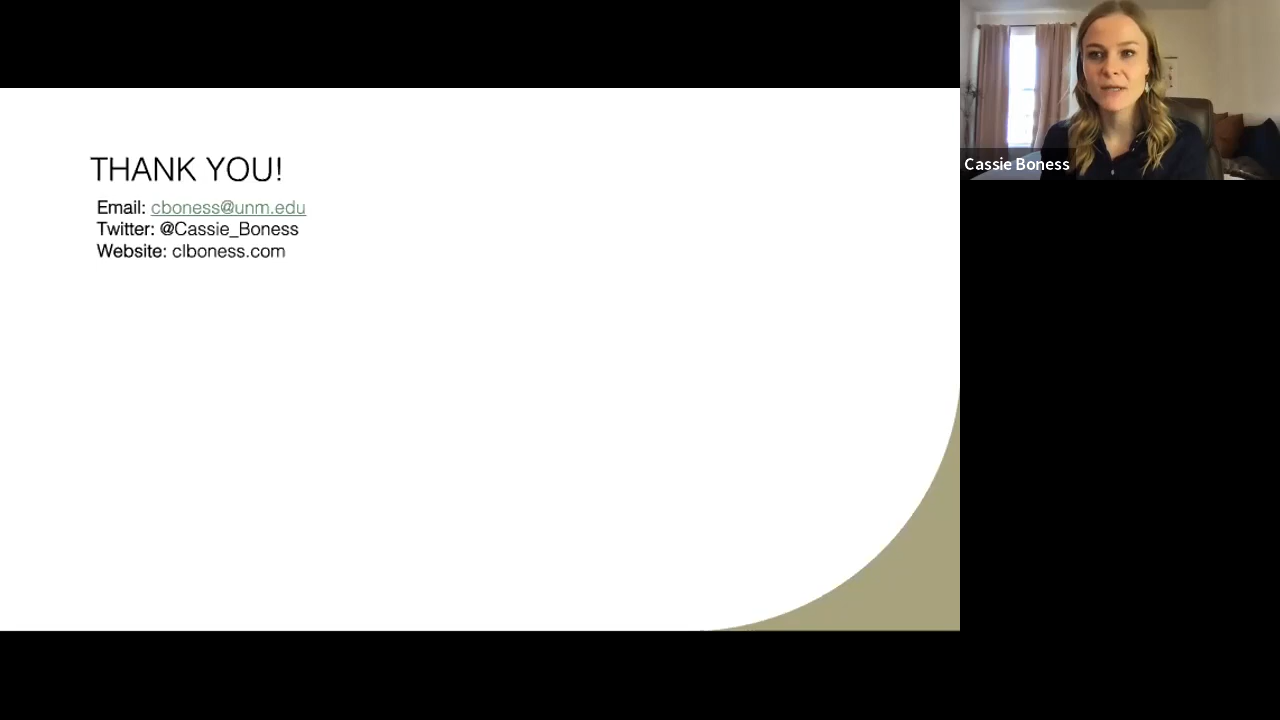 THANK YOU!
Email: cboness@unm.edu
Twitter: @Cassie_Boness
Website: clboness.com
Cassie Boness